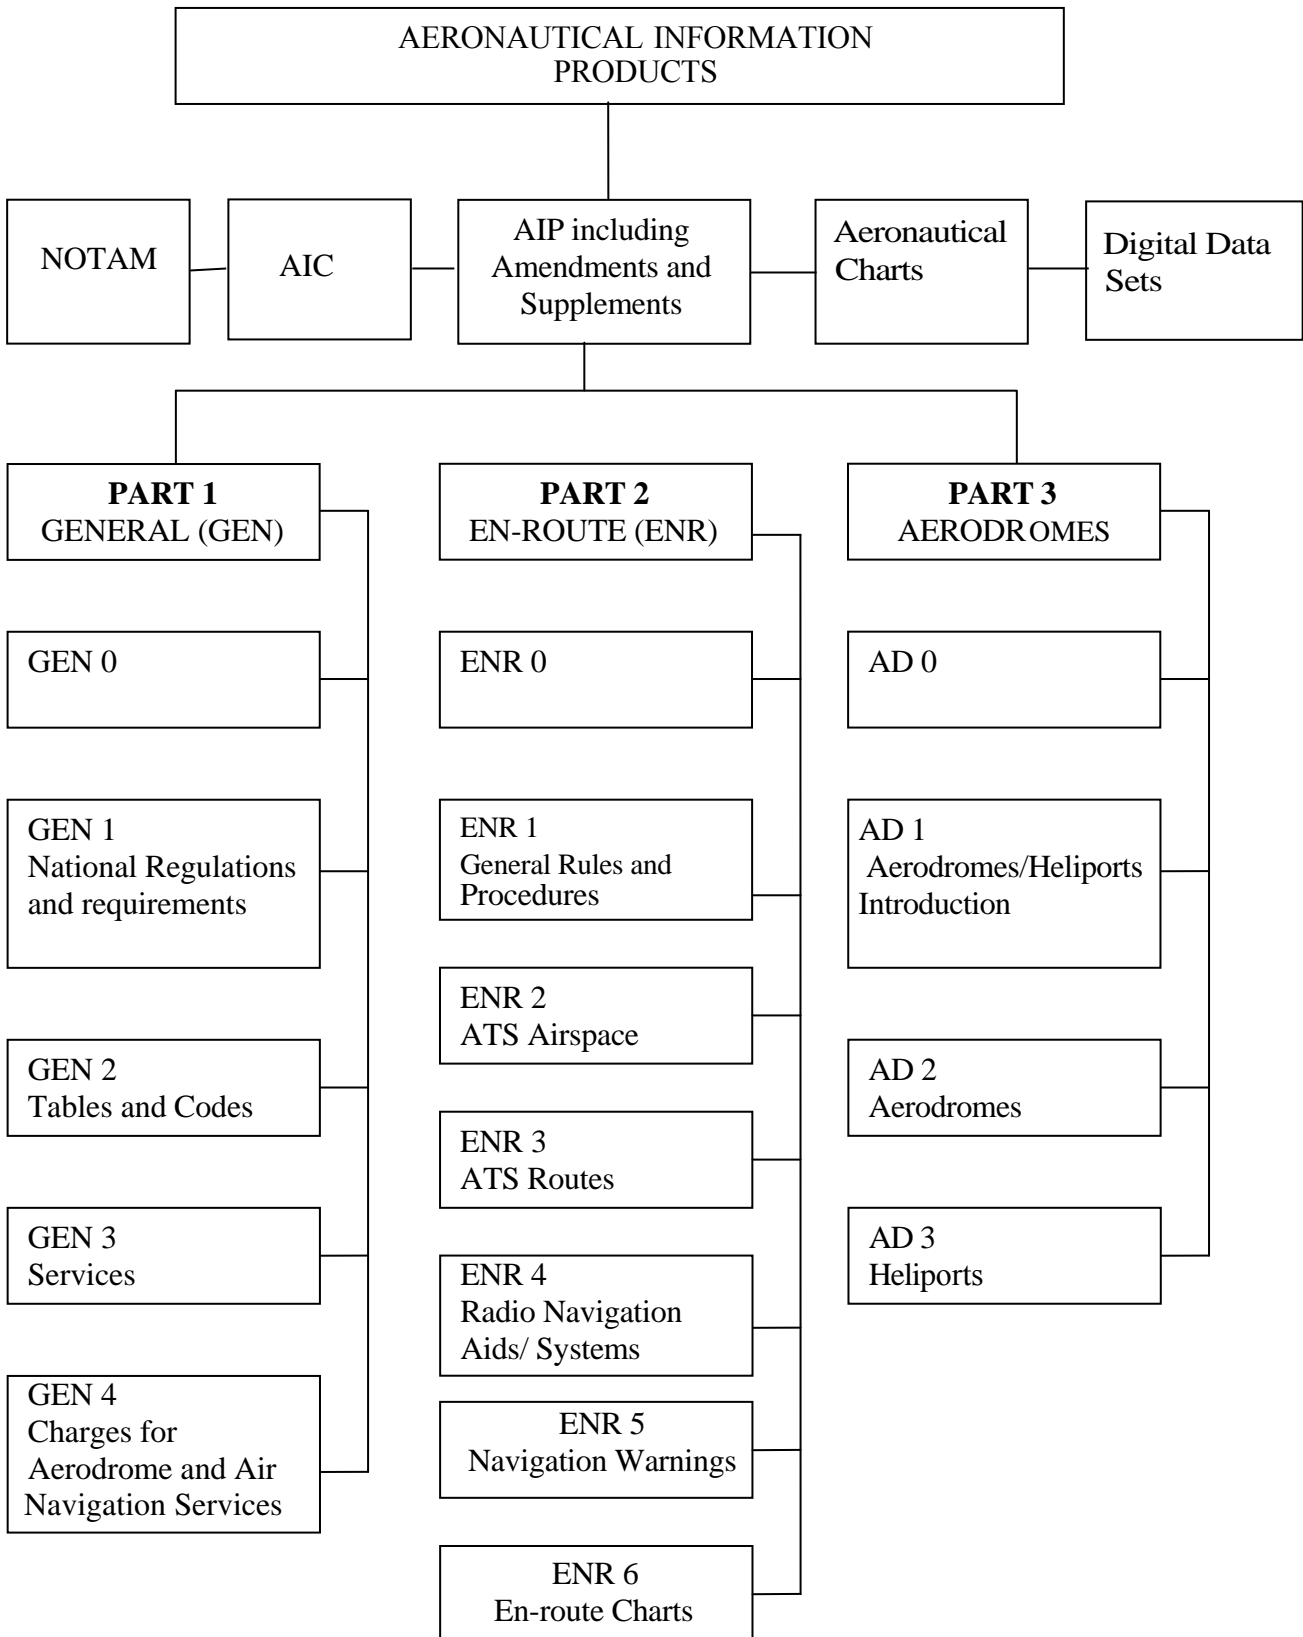 AERONAUTICAL INFORMATION
PRODUCTS
NOTAM
AIC
AIP including
Amendments and
Supplements
Aeronautical
Charts
Digital Data
Sets
PART 1
GENERAL (GEN)
PART 2
EN-ROUTE (ENR)
PART 3
AERODROMES
GEN 0
ENR 0
AD 0
GEN 1
National Regulations
and requirements
ENR 1
General Rules and
Procedures
AD 1
Aerodromes/Heliports
Introduction
ENR 2
ATS Airspace
GEN 2
Tables and Codes
AD 2
Aerodromes
ENR 3
ATS Routes
GEN 3
Services
AD 3
Heliports
ENR 4
Radio Navigation
Aids/ Systems
GEN 4
Charges for
Aerodrome and Air
Navigation Services
ENR 5
Navigation Warnings
ENR 6
En-route Charts